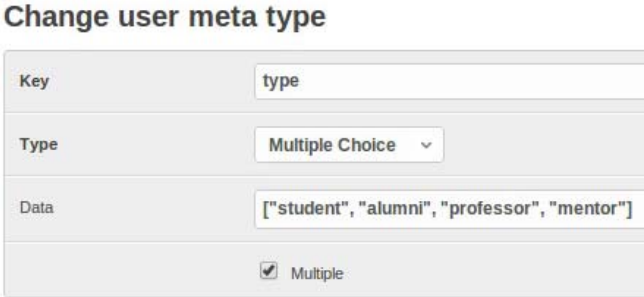 Change user meta type
Key
type
Type
Multiple Choice
Data
["student", "alumni", "professor", "mentor"]
Multiple